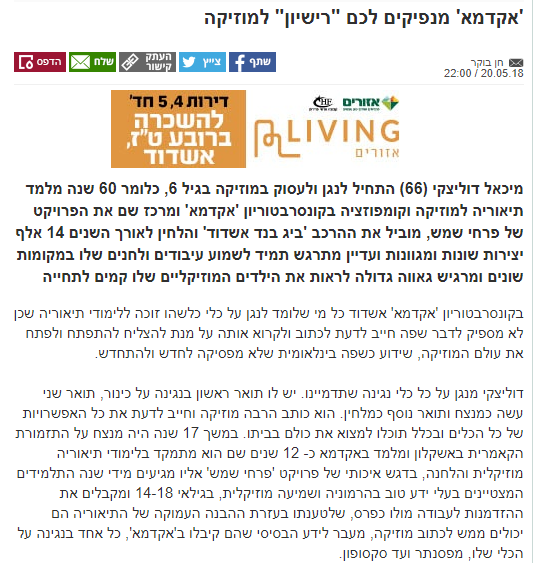 'אקדמא' מנפיקים לכם "רישיון" למוזיקה
חן בוקר
20.05.18 / 22:00
שתף
צייץ
העתק קישור
שלח
הדפס
דירות 5,4 חד'
להשכרה
ברובע ט"ז,
אשדוד
אזורים
CHE
LIVING
אזורים
מיכאל דוליצקי (66) התחיל לנגן ולעסוק במוזיקה בגיל 6, כלומר 60 שנה מלמד
תיאוריה למוזיקה וקומפוזציה בקונסרבטוריון 'אקדמא' ומרכז שם את הפרויקט
של פרחי שמש, מוביל את ההרכב 'ביג בנד אשדוד' והלחין לאורך השנים 14 אלף
יצירות שונות ומגוונות ועדיין מתרגש תמיד לשמוע עיבודים ולחנים שלו במקומות
שונים ומרגיש גאווה גדולה לראות את הילדים המוזיקליים שלו קמים לתחייה
בקונסרבטוריון 'אקדמא' אשדוד כל מי שלומד לנגן על כלי כלשהו זוכה ללימודי תיאוריה שכן
לא מספיק לדבר שפה חייב לדעת לכתוב ולקרוא אותה על מנת להצליח להתפתח ולפתח
את עולם המוזיקה, שידוע כשפה בינלאומית שלא מפסיקה לחדש ולהתחדש.
דוליצקי מנגן על כל כלי נגינה שתדמיינו. יש לו תואר ראשון בנגינה על כינור, תואר שני
עשה כמנצח ותואר נוסף כמלחין. הוא כותב הרבה מוזיקה וחייב לדעת את כל האפשרויות
של כל הכלים ובכלל תוכלו למצוא את כולם בביתו. במשך 17 שנה היה מנצח על התזמורת
הקאמרית באשקלון ומלמד באקדמא כ- 12 שנים שם הוא מתמקד בלימודי תיאוריה
מוזיקלית והלחנה, בדגש איכותי של פרויקט 'פרחי שמש' אליו מגיעים מידי שנה התלמידים
המצטיינים בעלי ידע טוב בהרמוניה ושמיעה מוזיקלית, בגילאי 14-18 ומקבלים את
ההזדמנות לעבודה מולו כפרס, שלטענתו בעזרת ההבנה העמוקה של התיאוריה הם
יכולים ממש לכתוב מוזיקה, מעבר לידע הבסיסי שהם קיבלו ב'אקדמא', כל אחד בנגינה על
הכלי שלו, מפסנתר ועד סקסופון.